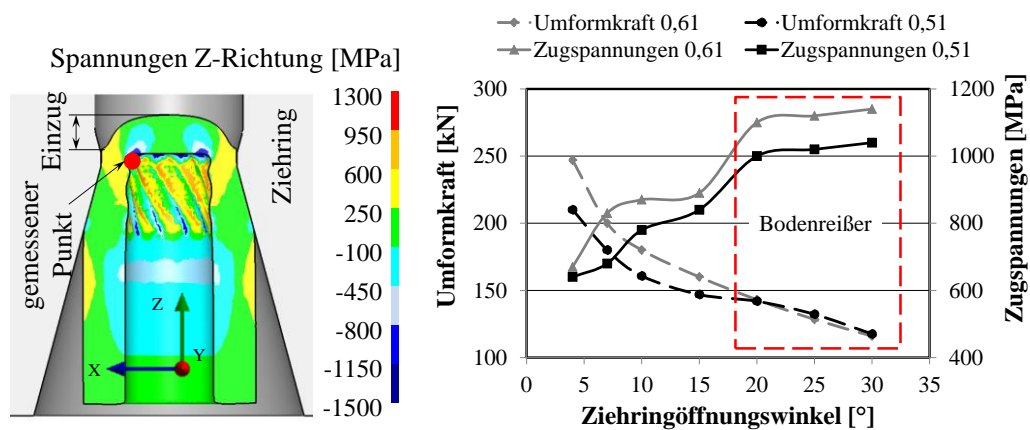 Spannungen Z-Richtung [MPa]
Einzug
Ziehring
gemessener
Punkt
Z
Y
X
1300
950
600
250
-100
-450
-800
-1150
-1500
Umformkraft 0,61
Umformkraft 0,51
Zugspannungen 0,61
Zugspannungen 0,51
Umformkraft [kN]
300
250
200
150
100
Bodenreißer
1200
1000
800
600
400
Zugspannungen [MPa]
0 5 10 15 20 25 30 35
Ziehringöffnungswinkel [°]